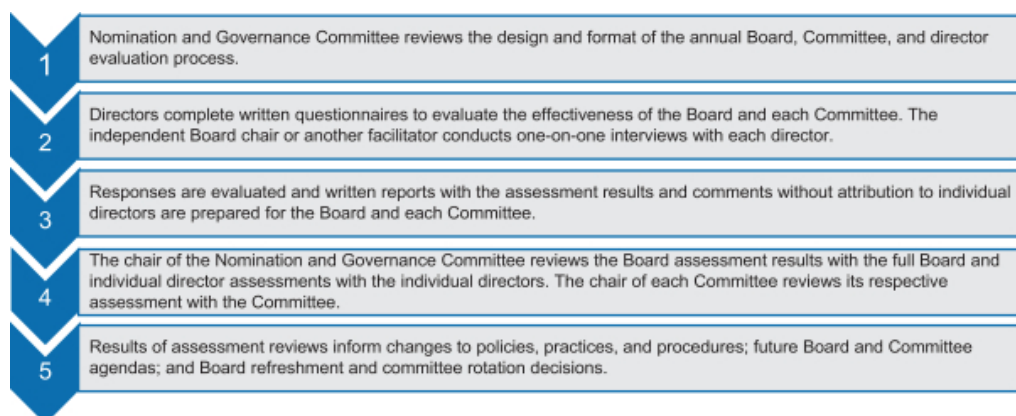 1
Nomination and Governance Committee reviews the design and format of the annual Board, Committee, and director
evaluation process.
2
Directors complete written questionnaires to evaluate the effectiveness of the Board and each Committee. The
independent Board chair or another facilitator conducts one-on-one interviews with each director.
3
Responses are evaluated and written reports with the assessment results and comments without attribution to individual
directors are prepared for the Board and each Committee.
4
The chair of the Nomination and Governance Committee reviews the Board assessment results with the full Board and
individual director assessments with the individual directors. The chair of each Committee reviews its respective
assessment with the Committee.
5
Results of assessment reviews inform changes to policies, practices, and procedures; future Board and Committee
agendas; and Board refreshment and committee rotation decisions.